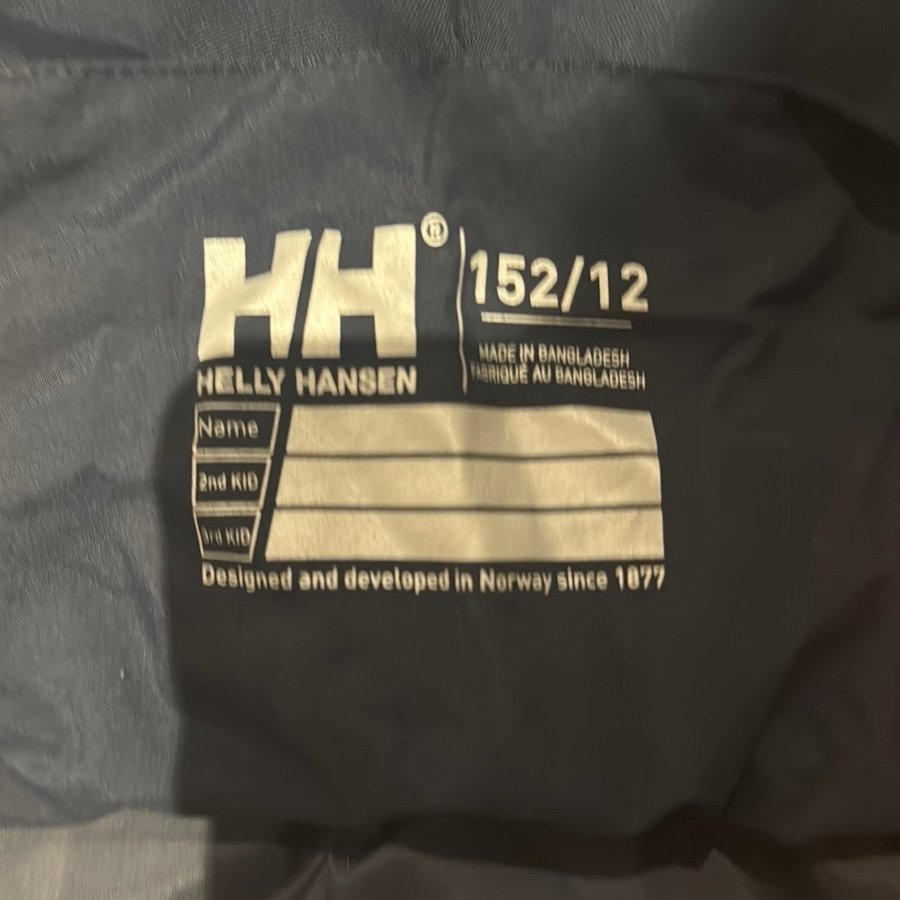 HH®
HELLY HANSEN
152/12
MADE IN BANGLADESH
FABRIQUÉ AU BANGLADESH
Name
2nd KID
3rd KID
Designed and developed in Norway since 1877